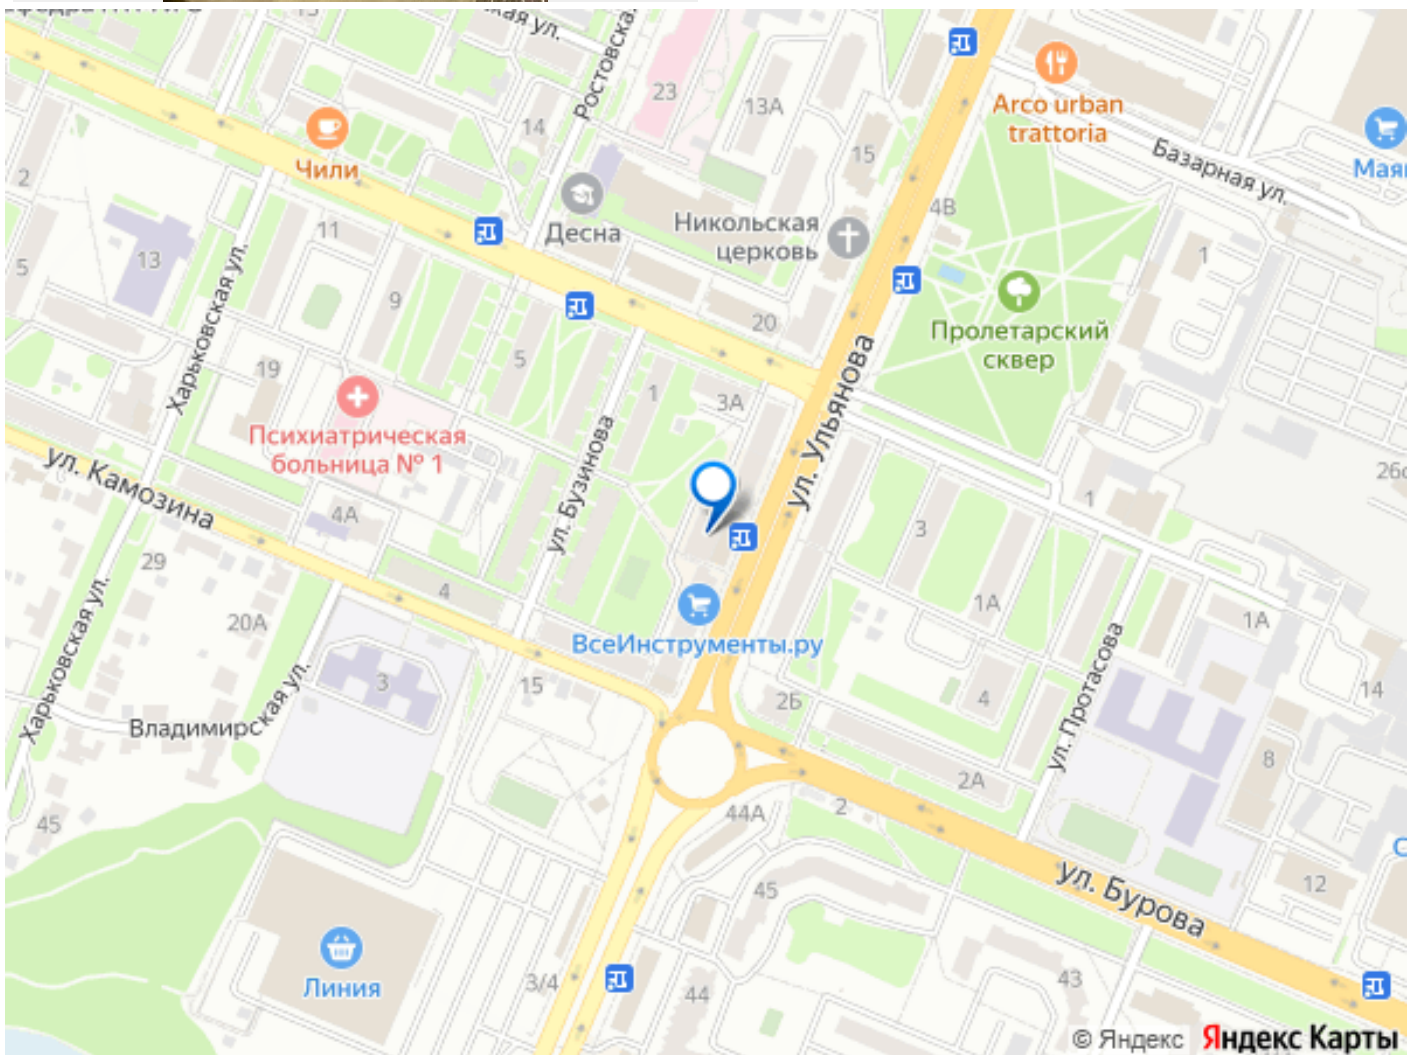 ская ул.
Ростовская
23
13А
Arco urban
trattoria
14
Чили
15
Базарная ул.
2
4В
Никольская
церковь
Десна
11
13
5
1
9
Харьковская ул.
20
Пролетарский
сквер
5
19
1
3А
ул. Ульянова
Психиатрическая
больница № 1
ул. Камозина
ул. Бузинова
1
4А
3
29
4
1А
1А
20А
ВсеИнструменты.ру
Харьковская ул.
ул. Протасова
3
15
4
14
2Б
Владимирская ул.
8
2А
45
44А
2
ул. Бурова
12
45
Линия
3/4
44
43
© Яндекс
Яндекс Карты